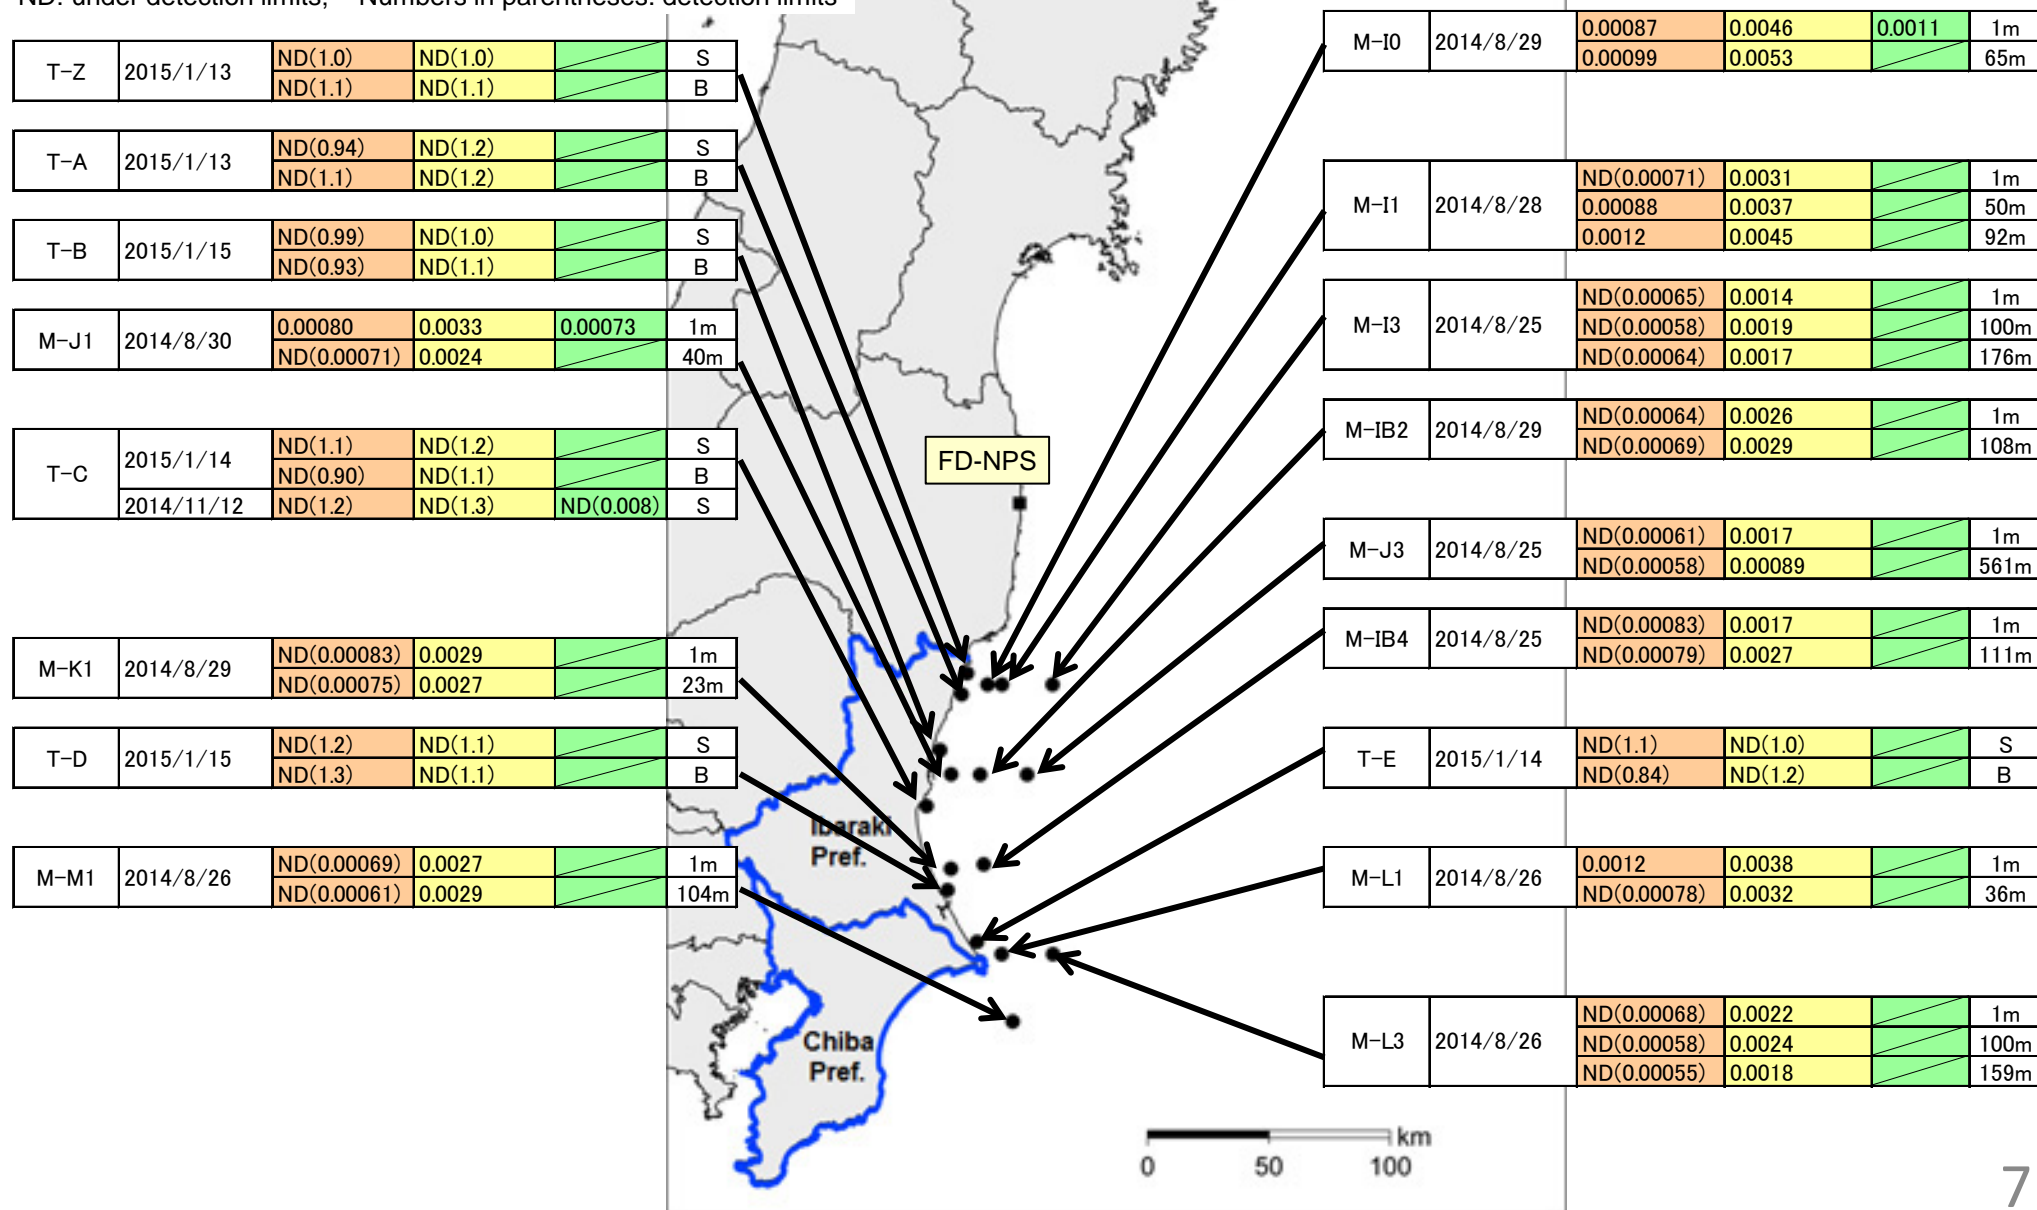 ND: under detection limits, Numbers in parentheses: detection limits
T-Z 2015/1/13 ND(1.0) ND(1.0) S
ND(1.1) ND(1.1) B
T-A 2015/1/13 ND(0.94) ND(1.2) S
ND(1.1) ND(1.2) B
T-B 2015/1/15 ND(0.99) ND(1.0) S
ND(0.93) ND(1.1) B
M-J1 2014/8/30 0.00080 0.0033 0.00073 1m
ND(0.00071) 0.0024 40m
T-C 2015/1/14 ND(1.1) ND(1.2) S
ND(0.90) ND(1.1) B
2014/11/12 ND(1.2) ND(1.3) ND(0.008) S
M-K1 2014/8/29 ND(0.00083) 0.0029 1m
ND(0.00075) 0.0027 23m
T-D 2015/1/15 ND(1.2) ND(1.1) S
ND(1.3) ND(1.1) B
M-M1 2014/8/26 ND(0.00069) 0.0027 1m
ND(0.00061) 0.0029 104m
FD-NPS
Ibaraki
Pref.
Chiba
Pref.
M-I0 2014/8/29 0.00087 0.0046 0.0011 1m
0.00099 0.0053 65m
M-I1 2014/8/28 ND(0.00071) 0.0031 1m
0.00088 0.0037 50m
0.0012 0.0045 92m
M-I3 2014/8/25 ND(0.00065) 0.0014 1m
ND(0.00058) 0.0019 100m
ND(0.00064) 0.0017 176m
M-IB2 2014/8/29 ND(0.00064) 0.0026 1m
ND(0.00069) 0.0029 108m
M-J3 2014/8/25 ND(0.00061) 0.0017 1m
ND(0.00058) 0.00089 561m
M-IB4 2014/8/25 ND(0.00083) 0.0017 1m
ND(0.00079) 0.0027 111m
T-E 2015/1/14 ND(1.1) ND(1.0) S
ND(0.84) ND(1.2) B
M-L1 2014/8/26 0.0012 0.0038 1m
ND(0.00078) 0.0032 36m
M-L3 2014/8/26 ND(0.00068) 0.0022 1m
ND(0.00058) 0.0024 100m
ND(0.00055) 0.0018 159m
km
0 50 100
7